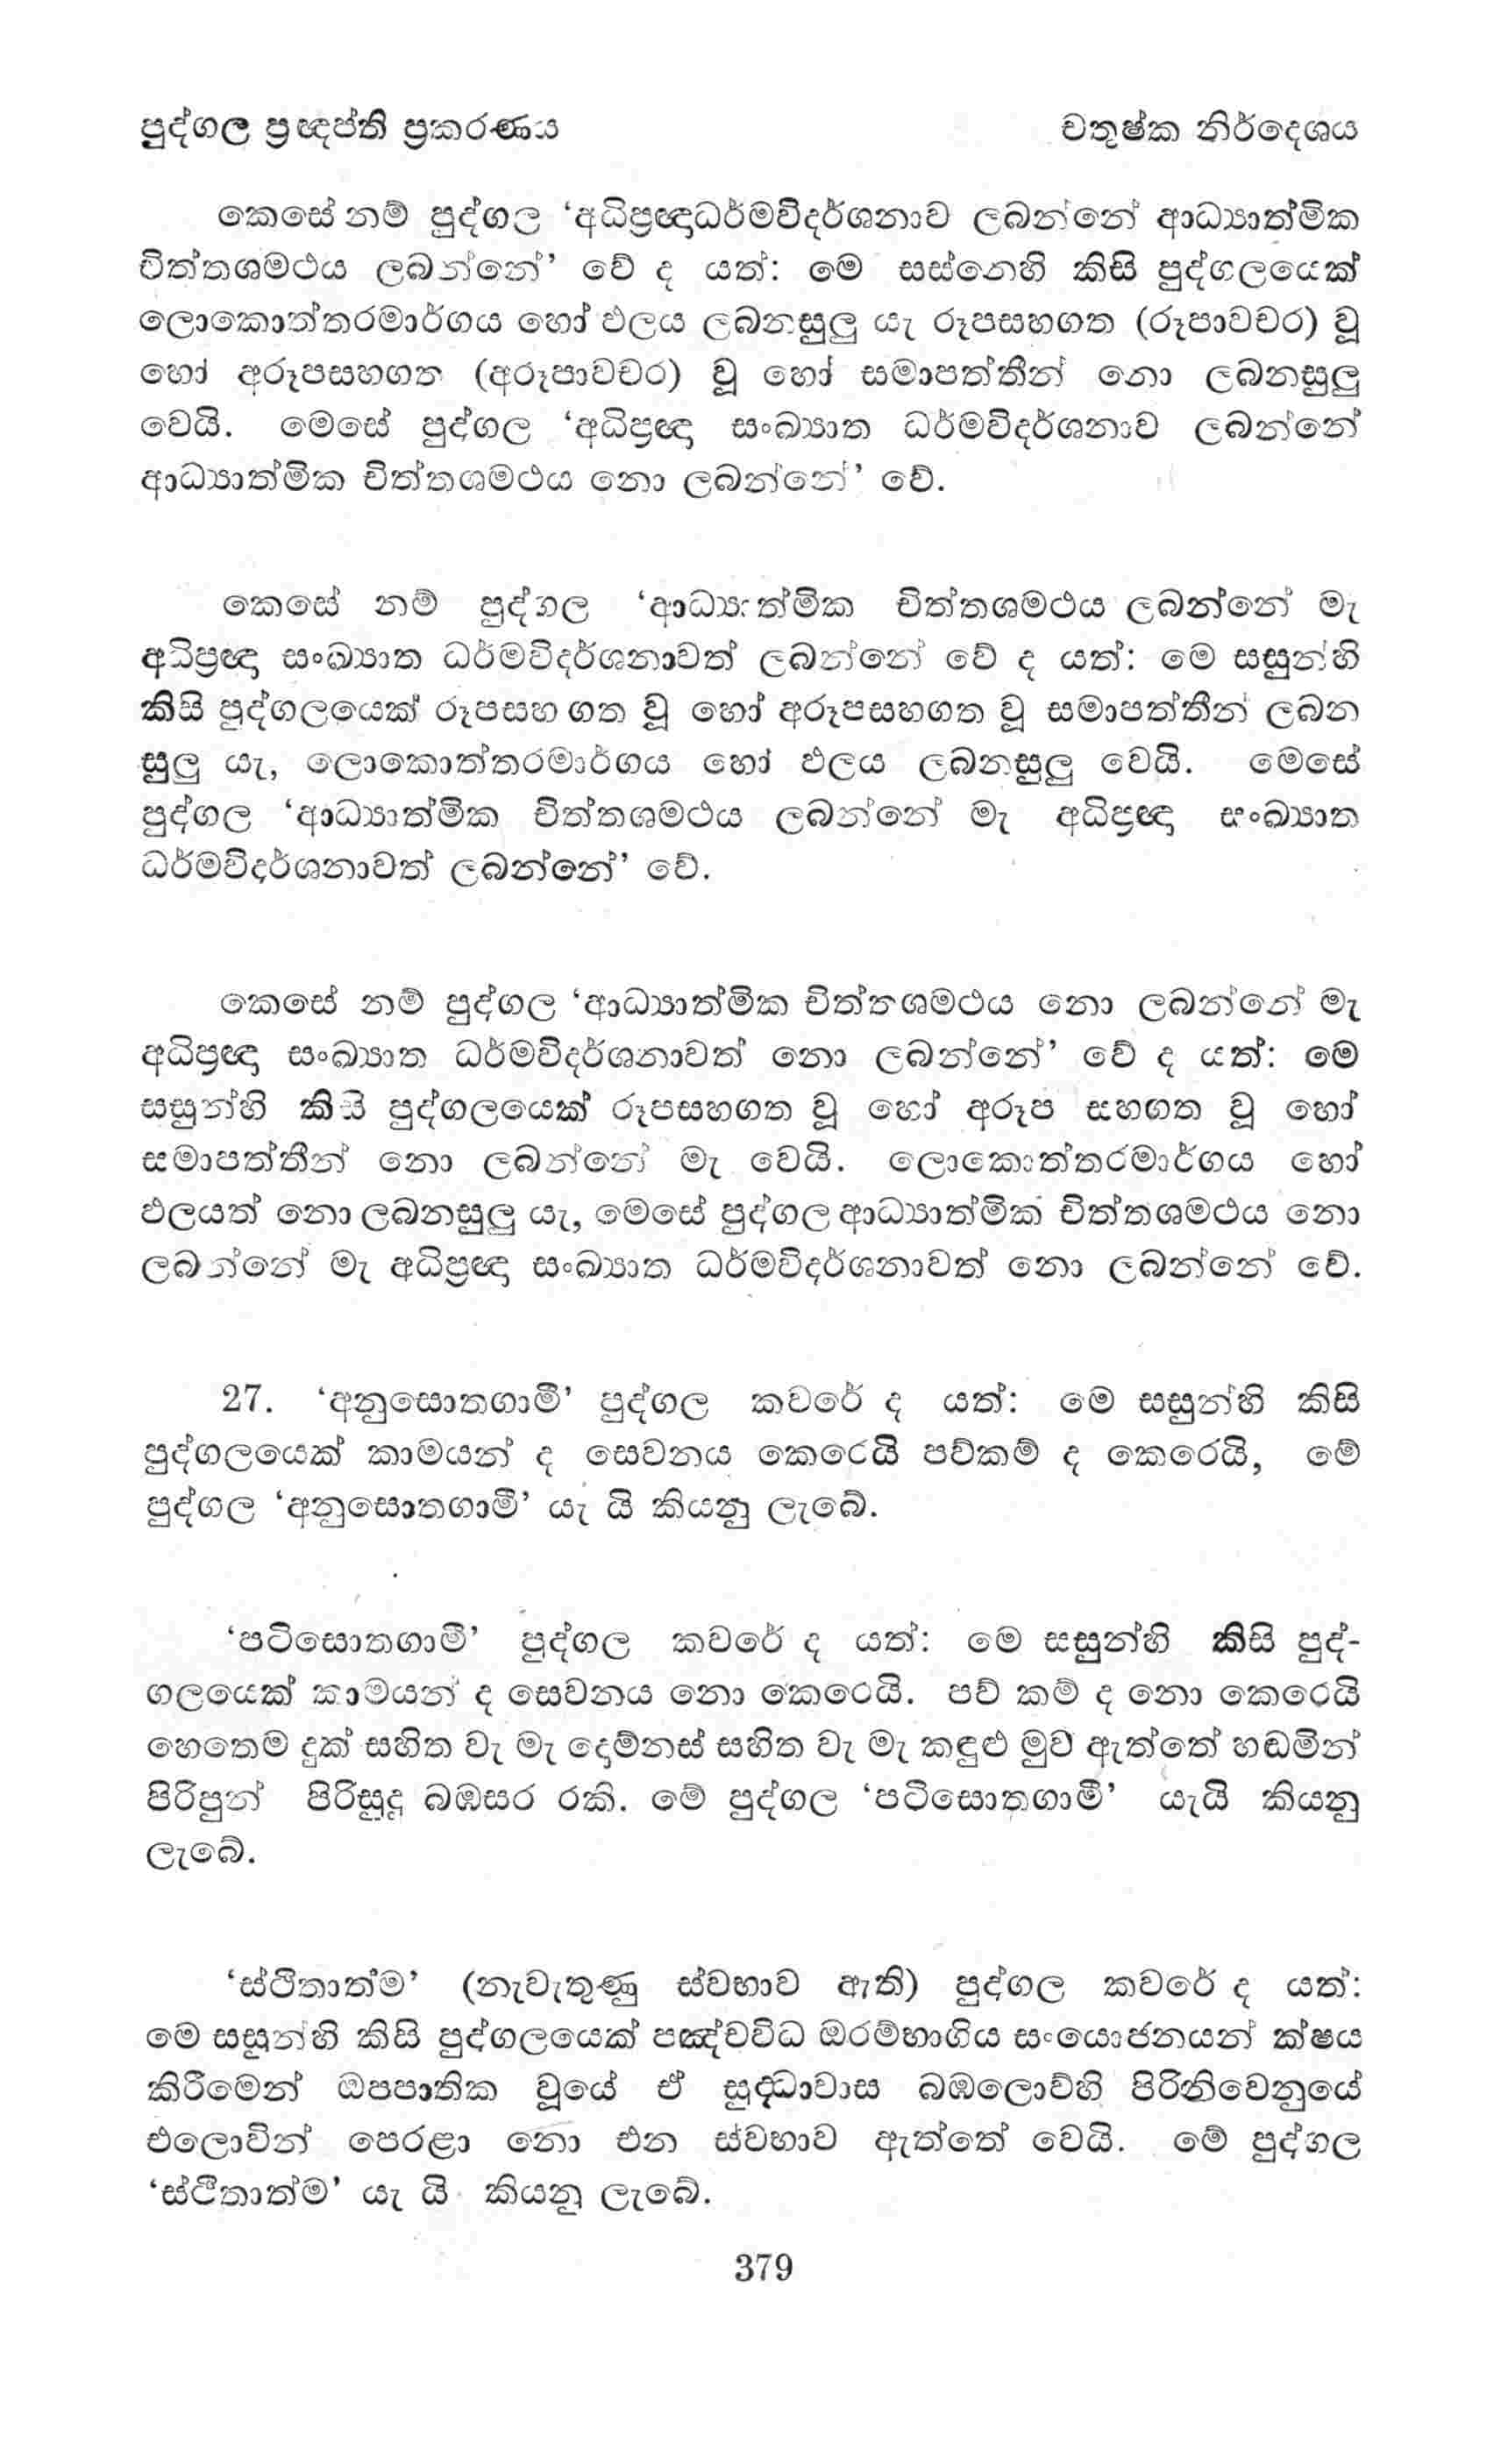 පුද්ගල ප්‍රඥප්ති ප්‍රකරණය
චතුෂ්ක නිර්දෙශය
කෙසේ නම් පුද්ගල ‘අධිප්‍රඥාධර්මවිදර්ශනාව ලබන්නේ ආධ්‍යාත්මික
චිත්තශමථය ලබන්නේ’ වේ ද යත්: මෙ සස්නෙහි කිසි පුද්ගලයෙක්
ලොකොත්තරමාර්ගය හෝ ඵලය ලබනසුලු යැ රූපසහගත (රූපාවචර) වූ
හෝ අරූපසහගත (අරූපාවචර) වූ හෝ සමාපත්තීන් නො ලබනසුලු
වෙයි. මෙසේ පුද්ගල ‘අධිප්‍රඥා සංඛ්‍යාත ධර්මවිදර්ශනාව ලබන්නේ
ආධ්‍යාත්මික චිත්තශමථය නො ලබන්නේ’ වේ.
කෙසේ නම් පුද්ගල ‘ආධ්‍යාත්මික චිත්තශමථය ලබන්නේ මැ
අධිප්‍රඥා සංඛ්‍යාත ධර්මවිදර්ශනාවත් ලබන්නේ වේ ද යත්: මෙ සසුන්හි
කිසි පුද්ගලයෙක් රූපසහ ගත වූ හෝ අරූපසහගත වූ සමාපත්තීන් ලබන
සුලු යැ, ලොකොත්තරමාර්ගය හෝ ඵලය ලබනසුලු වෙයි. මෙසේ
පුද්ගල ‘ආධ්‍යාත්මික චිත්තශමථය ලබන්නේ මැ අධිප්‍රඥා සංඛ්‍යාත
ධර්මවිදර්ශනාවත් ලබන්නේ’ වේ.
කෙසේ නම් පුද්ගල ‘ආධ්‍යාත්මික චිත්තශමථය නො ලබන්නේ මැ
අධිප්‍රඥා සංඛ්‍යාත ධර්මවිදර්ශනාවත් නො ලබන්නේ’ වේ ද යත්: මෙ
සසුන්හි කිසි පුද්ගලයෙක් රූපසහගත වූ හෝ අරූප සහගත වූ හෝ
සමාපත්තීන් නො ලබන්නේ මැ වෙයි. ලොකොත්තරමාර්ගය හෝ
ඵලයත් නො ලබනසුලු යැ, මෙසේ පුද්ගල ආධ්‍යාත්මික චිත්තශමථය නො
ලබන්නේ මැ අධිප්‍රඥා සංඛ්‍යාත ධර්මවිදර්ශනාවත් නො ලබන්නේ වේ.
27. ‘අනුසොතගාමී’ පුද්ගල කවරේ ද යත්: මෙ සසුන්හි කිසි
පුද්ගලයෙක් කාමයන් ද සෙවනය කෙරෙයි පව්කම් ද කෙරෙයි, මේ
පුද්ගල ‘අනුසොතගාමී’ යැ යි කියනු ලැබේ.
‘පටිසොතගාමී’ පුද්ගල කවරේ ද යත්: මෙ සසුන්හි කිසි පුද්-
ගලයෙක් කාමයන් ද සෙවනය නො කෙරෙයි. පව් කම් ද නො කෙරෙයි
හෙතෙම දුක් සහිත වැ මැ දොම්නස් සහිත වැ මැ කඳුළු මුව ඇත්තේ හඬමින්
පිරිපුන් පිරිසුදු බඹසර රකි. මේ පුද්ගල ‘පටිසොතගාමී’ යැයි කියනු
ලැබේ.
‘ස්ථිතාත්ම’ (නැවැතුණු ස්වභාව ඇති) පුද්ගල කවරේ ද යත්:
මෙ සසුන්හි කිසි පුද්ගලයෙක් පඤ්චවිධ ඔරම්භාගිය සංයොජනයන් ක්ෂය
කිරීමෙන් ඔපපාතික වූයේ ඒ සුද්ධාවාස බඹලොව්හි පිරිනිවෙනුයේ
එලොවින් පෙරළා නො එන ස්වභාව ඇත්තේ වෙයි. මේ පුද්ගල
‘ස්ථිතාත්ම’ යැ යි කියනු ලැබේ.
379